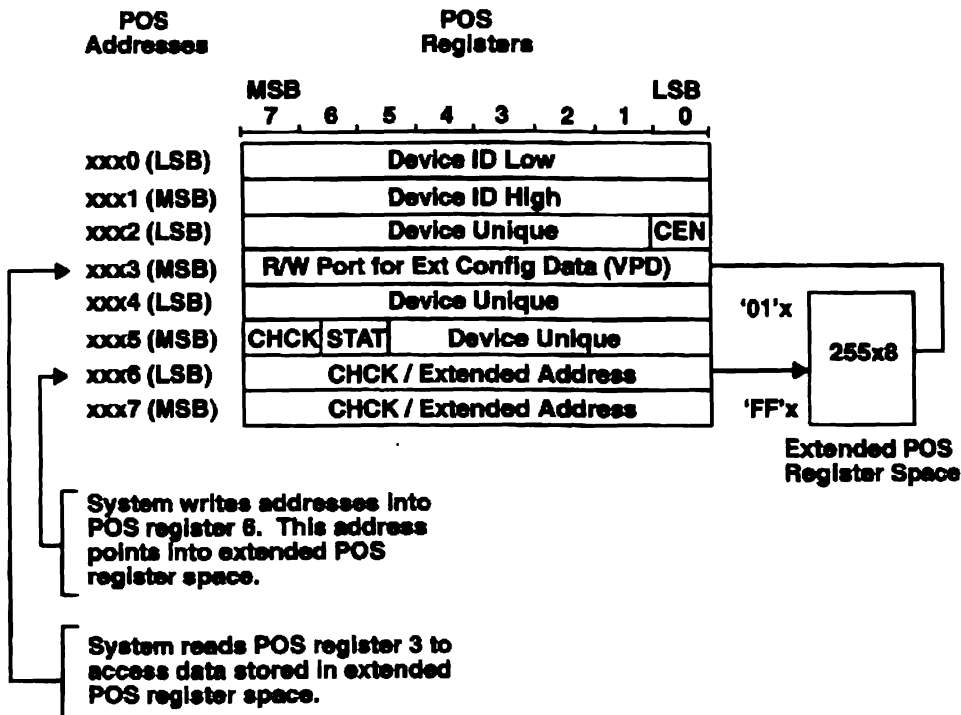 POS
Addresses
POS
Registers
MSB
LSB
7 6 5 4 3 2 1 0
xxx0 (LSB)
Device ID Low
xxx1 (MSB)
Device ID High
xxx2 (LSB)
Device Unique
CEN
xxx3 (MSB)
R/W Port for Ext Config Data (VPD)
xxx4 (LSB)
Device Unique
xxx5 (MSB)
CHCK
STAT
Device Unique
xxx6 (LSB)
CHCK / Extended Address
xxx7 (MSB)
CHCK / Extended Address
'01'x
255x8
'FF'x
Extended POS
Register Space
System writes addresses into
POS register 6. This address
points into extended POS
register space.
System reads POS register 3 to
access data stored in extended
POS register space.